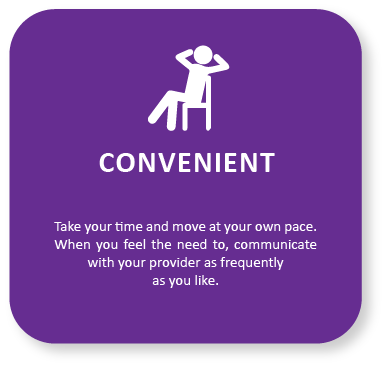 CONVENIENT
Take your time and move at your own pace.
When you feel the need to, communicate
with your provider as frequently
as you like.